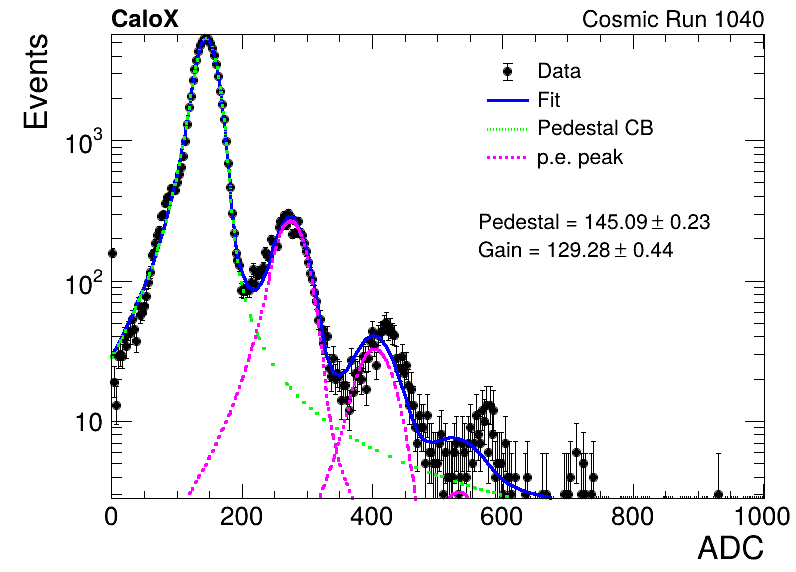 CaloX
Cosmic Run 1040
Events
Data
Fit
Pedestal CB
p.e. peak
Pedestal = 145.09 ± 0.23
Gain = 129.28 ± 0.44
10³
10²
10
0 200 400 600 800 1000
ADC